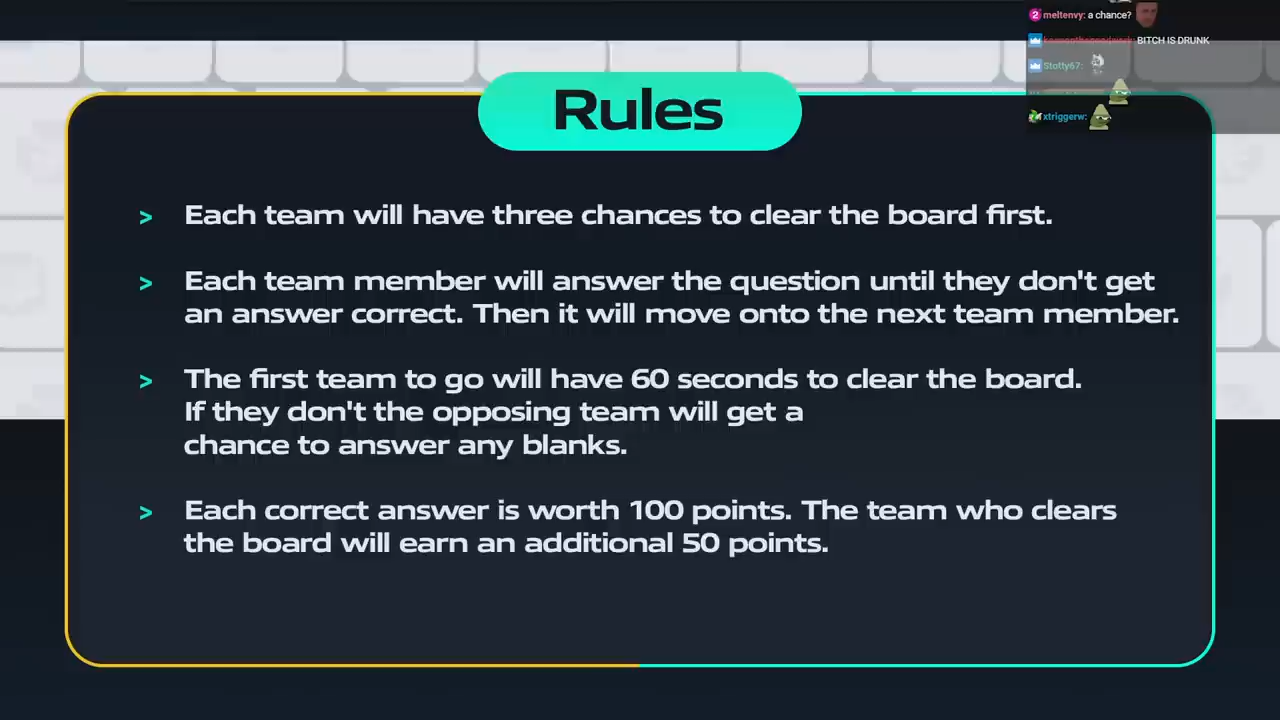 meltenvy: a chance?
BITCH IS DRUNK
Stotty67:
xtriggerw:
Rules
> Each team will have three chances to clear the board first.
> Each team member will answer the question until they don't get
an answer correct. Then it will move onto the next team member.
> The first team to go will have 60 seconds to clear the board.
If they don't the opposing team will get a
chance to answer any blanks.
> Each correct answer is worth 100 points. The team who clears
the board will earn an additional 50 points.